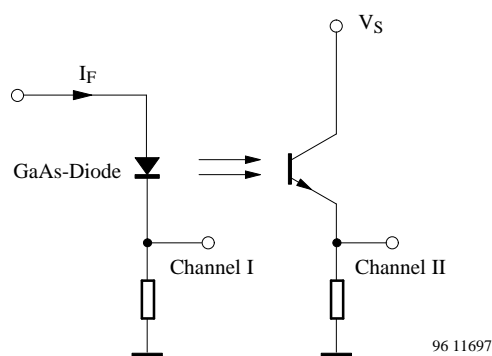 V_S
I_F
GaAs-Diode
Channel I
Channel II
96 11697